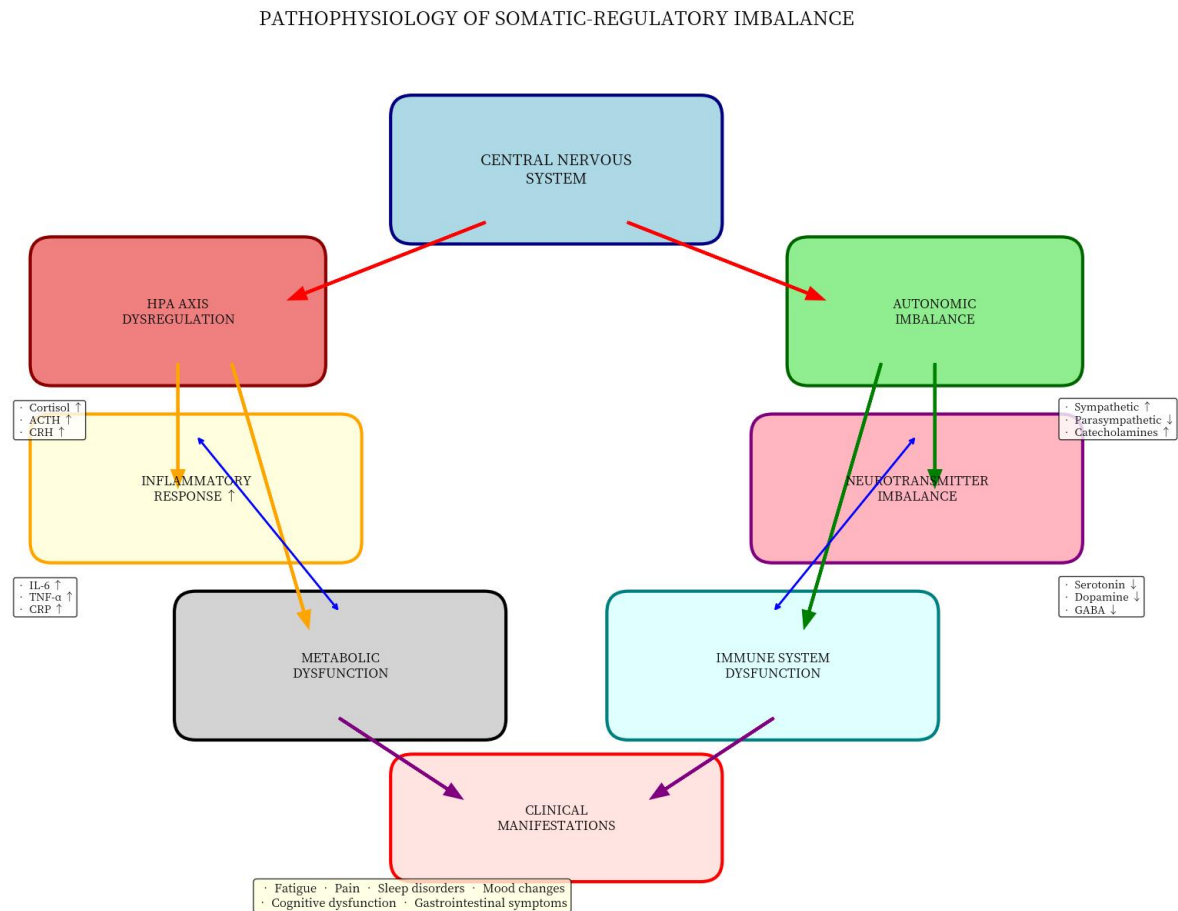 PATHOPHYSIOLOGY OF SOMATIC-REGULATORY IMBALANCE
CENTRAL NERVOUS
SYSTEM
HPA AXIS
DYSREGULATION
AUTONOMIC
IMBALANCE
· Cortisol ↑
· ACTH ↑
· CRH ↑
· Sympathetic ↑
· Parasympathetic ↓
· Catecholamines ↑
INFLAMMATORY
RESPONSE ↑
NEUROTRANSMITTER
IMBALANCE
· IL-6 ↑
· TNF-α ↑
· CRP ↑
· Serotonin ↓
· Dopamine ↓
· GABA ↓
METABOLIC
DYSFUNCTION
IMMUNE SYSTEM
DYSFUNCTION
CLINICAL
MANIFESTATIONS
· Fatigue · Pain · Sleep disorders · Mood changes
· Cognitive dysfunction · Gastrointestinal symptoms